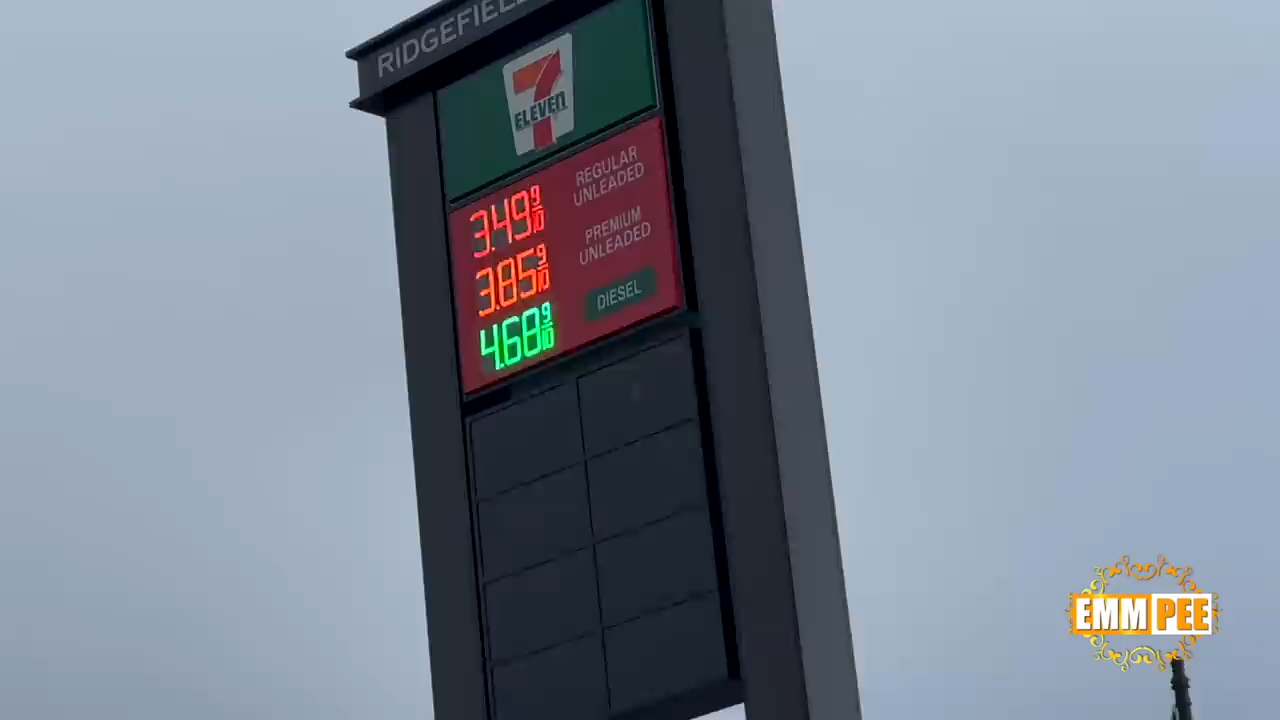 RIDGEFIELD
7
ELEVEN
3.49 9/10
REGULAR
UNLEADED
3.85 9/10
PREMIUM
UNLEADED
4.68 9/10
DIESEL
EMM PEE